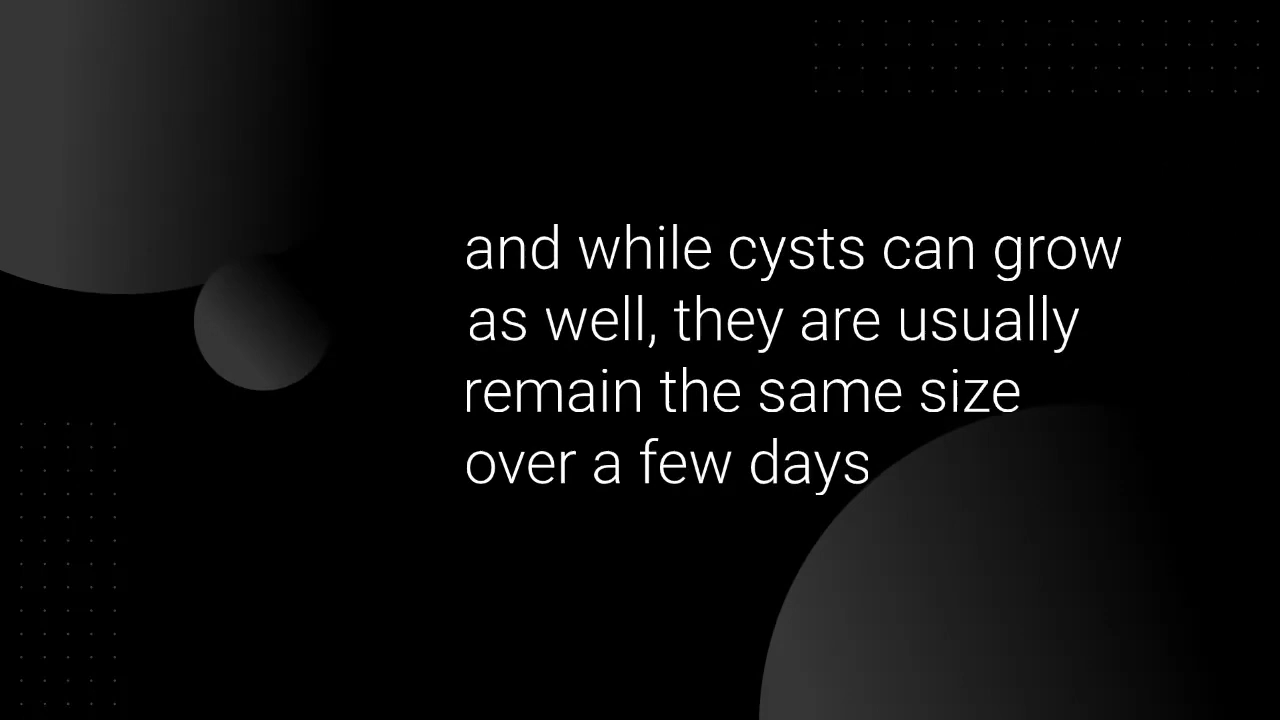 and while cysts can grow
as well, they are usually
remain the same size
over a few days